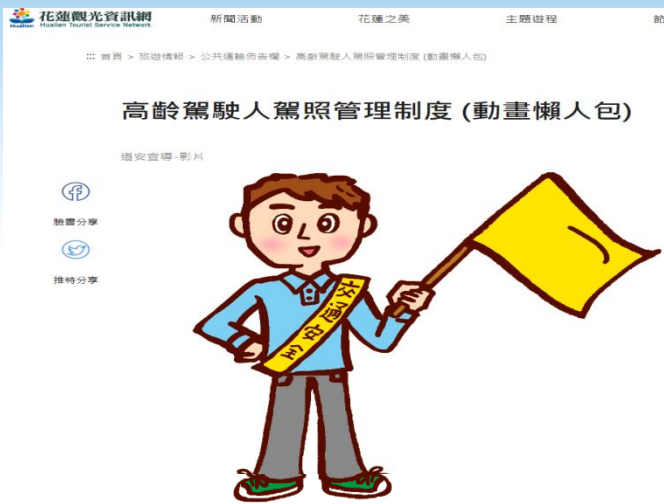 花蓮觀光資訊網
Hualien Tourist Service Network
新聞活動
花蓮之美
主題遊程
節
::: 首頁 > 旅遊情報 > 公共運輸佈告欄 > 高齡駕駛人駕照管理制度 (動畫懶人包)
高齡駕駛人駕照管理制度 (動畫懶人包)
道安宣導-影片
臉書分享
推特分享
交通安全